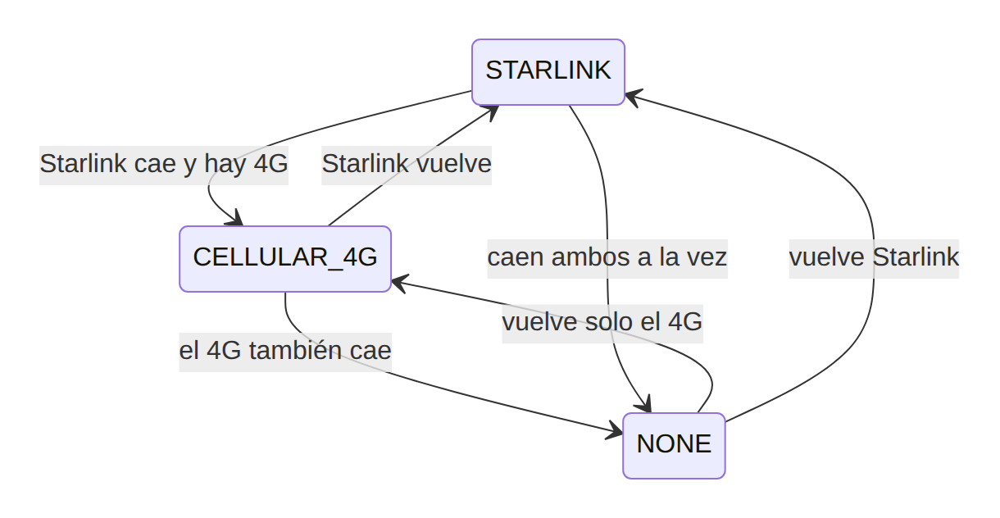 STARLINK
Starlink cae y hay 4G
Starlink vuelve
CELLULAR_4G
caen ambos a la vez
vuelve Starlink
vuelve solo el 4G
el 4G también cae
NONE